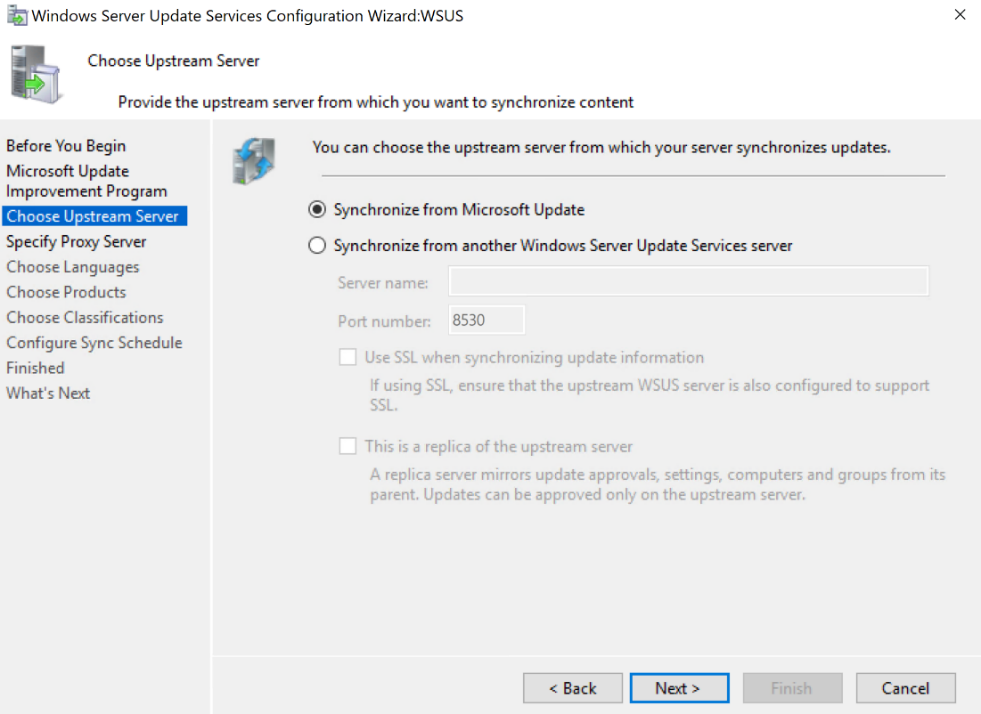 Windows Server Update Services Configuration Wizard:WSUS
Choose Upstream Server
Provide the upstream server from which you want to synchronize content
Before You Begin
Microsoft Update
Improvement Program
Choose Upstream Server
Specify Proxy Server
Choose Languages
Choose Products
Choose Classifications
Configure Sync Schedule
Finished
What's Next
You can choose the upstream server from which your server synchronizes updates.
Synchronize from Microsoft Update
Synchronize from another Windows Server Update Services server
Server name:
Port number: 8530
Use SSL when synchronizing update information
If using SSL, ensure that the upstream WSUS server is also configured to support
SSL.
This is a replica of the upstream server
A replica server mirrors update approvals, settings, computers and groups from its
parent. Updates can be approved only on the upstream server.
< Back Next > Finish Cancel